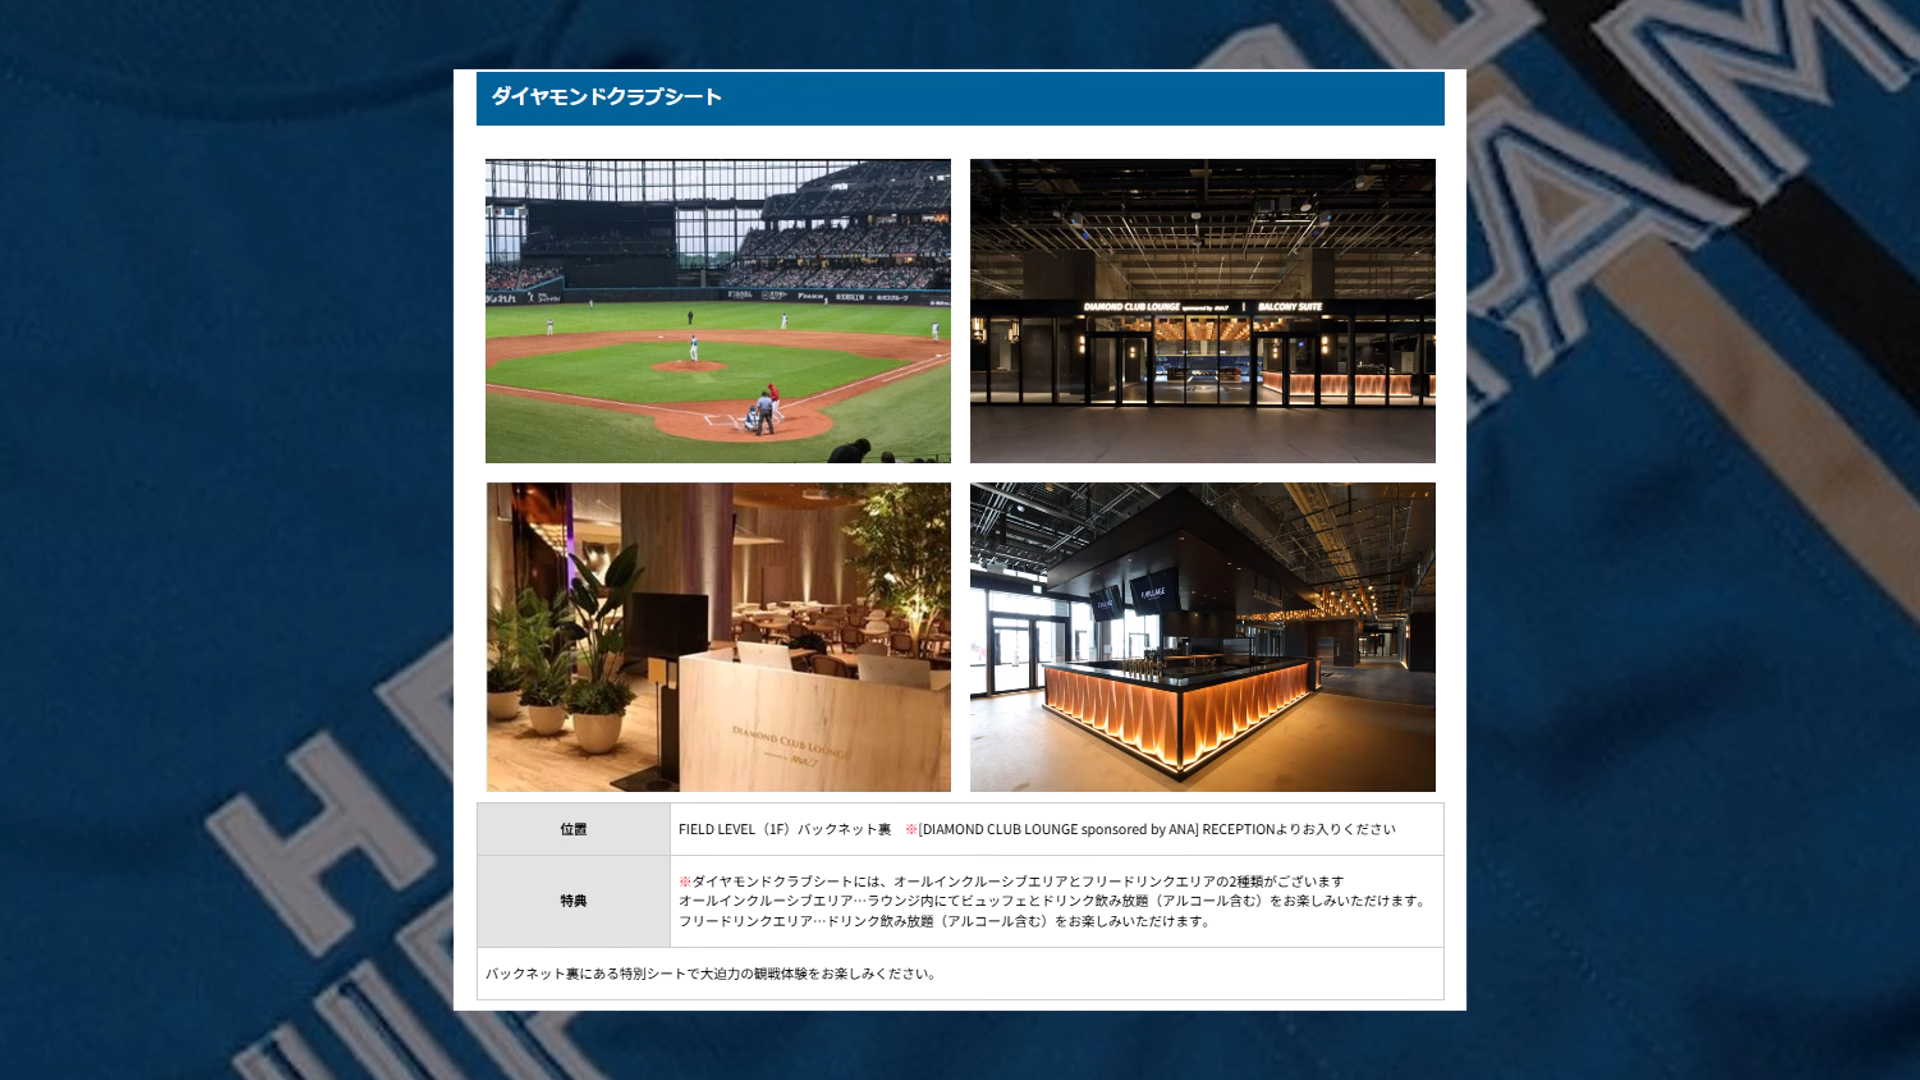 ダイヤモンドクラブシート
DIAMOND CLUB LOUNGE sponsored by ANA | BALCONY SUITE
DIAMOND CLUB LOUNGE
ANA
F VILLAGE
位置
FIELD LEVEL（1F）バックネット裏　※[DIAMOND CLUB LOUNGE sponsored by ANA] RECEPTIONよりお入りください
特典
※ダイヤモンドクラブシートには、オールインクルーシブエリアとフリードリンクエリアの2種類がございます
オールインクルーシブエリア…ラウンジ内にてビュッフェとドリンク飲み放題（アルコール含む）をお楽しみいただけます。
フリードリンクエリア…ドリンク飲み放題（アルコール含む）をお楽しみいただけます。
バックネット裏にある特別シートで大迫力の観戦体験をお楽しみください。